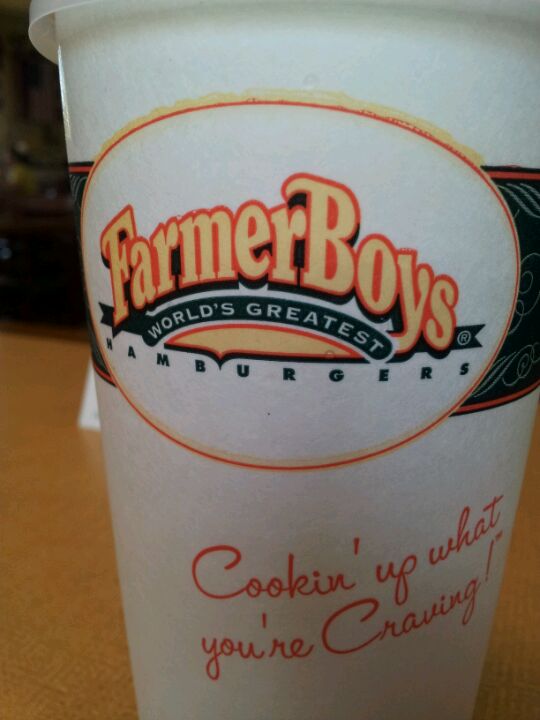 FarmerBoys
WORLD'S GREATEST ®
HAMBURGERS
Cookin' up what
you're Craving!™